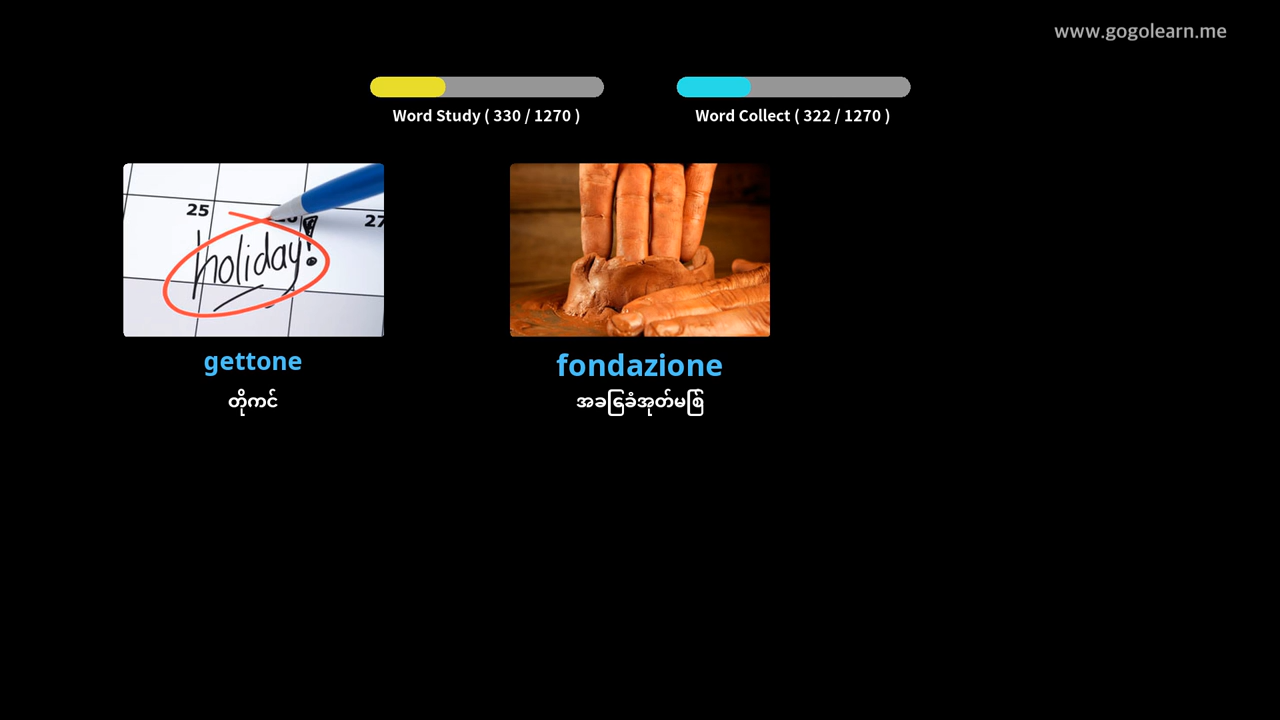 www.gogolearn.me
Word Study ( 330 / 1270 )
Word Collect ( 322 / 1270 )
25
27
holiday!
gettone
fondazione
တိုကင်
အခြေခံအုတ်မြစ်